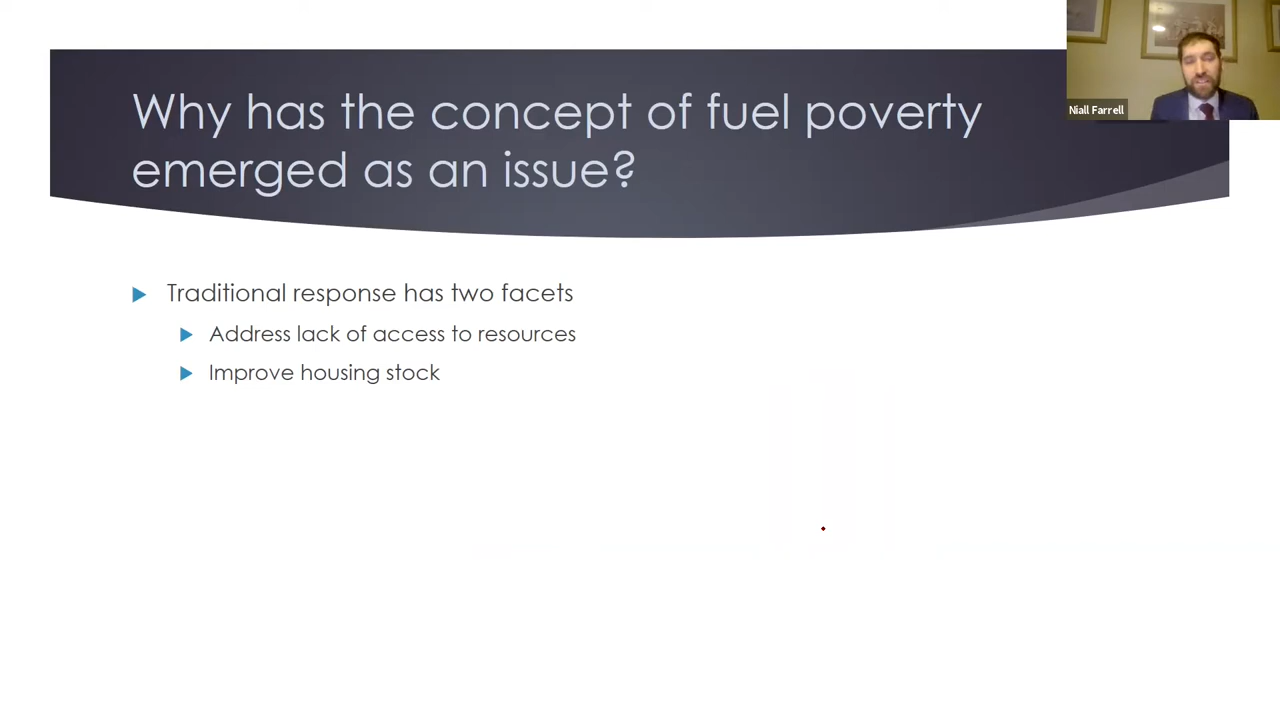 Why has the concept of fuel poverty
emerged as an issue?
Niall Farrell
Traditional response has two facets
Address lack of access to resources
Improve housing stock